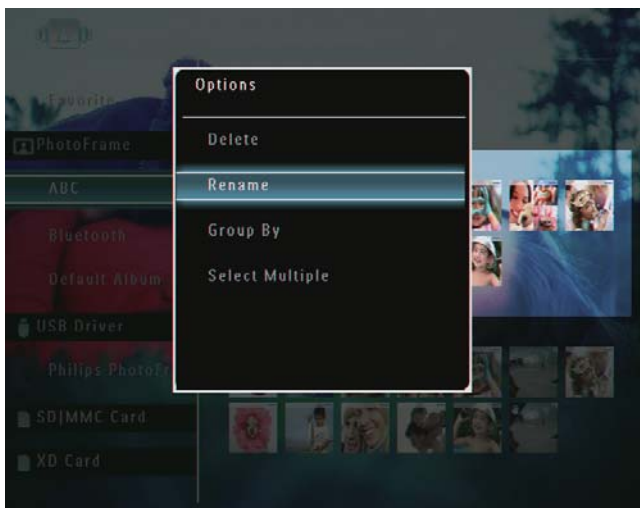 Options
Delete
Rename
Group By
Select Multiple
Favorite
PhotoFrame
ABC
Bluetooth
Default Album
USB Driver
Philips PhotoFr
SD|MMC Card
XD Card